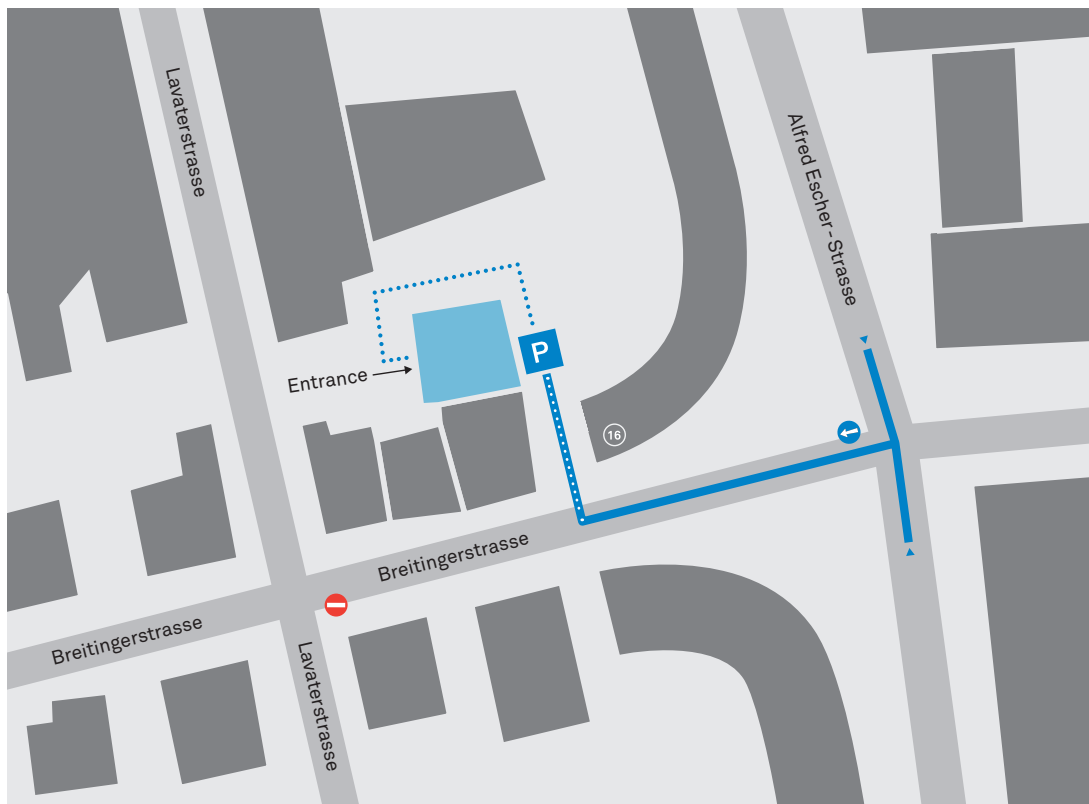 Lavaterstrasse
Alfred Escher-Strasse
P
Entrance
16
Breitingerstrasse
Breitingerstrasse
Lavaterstrasse